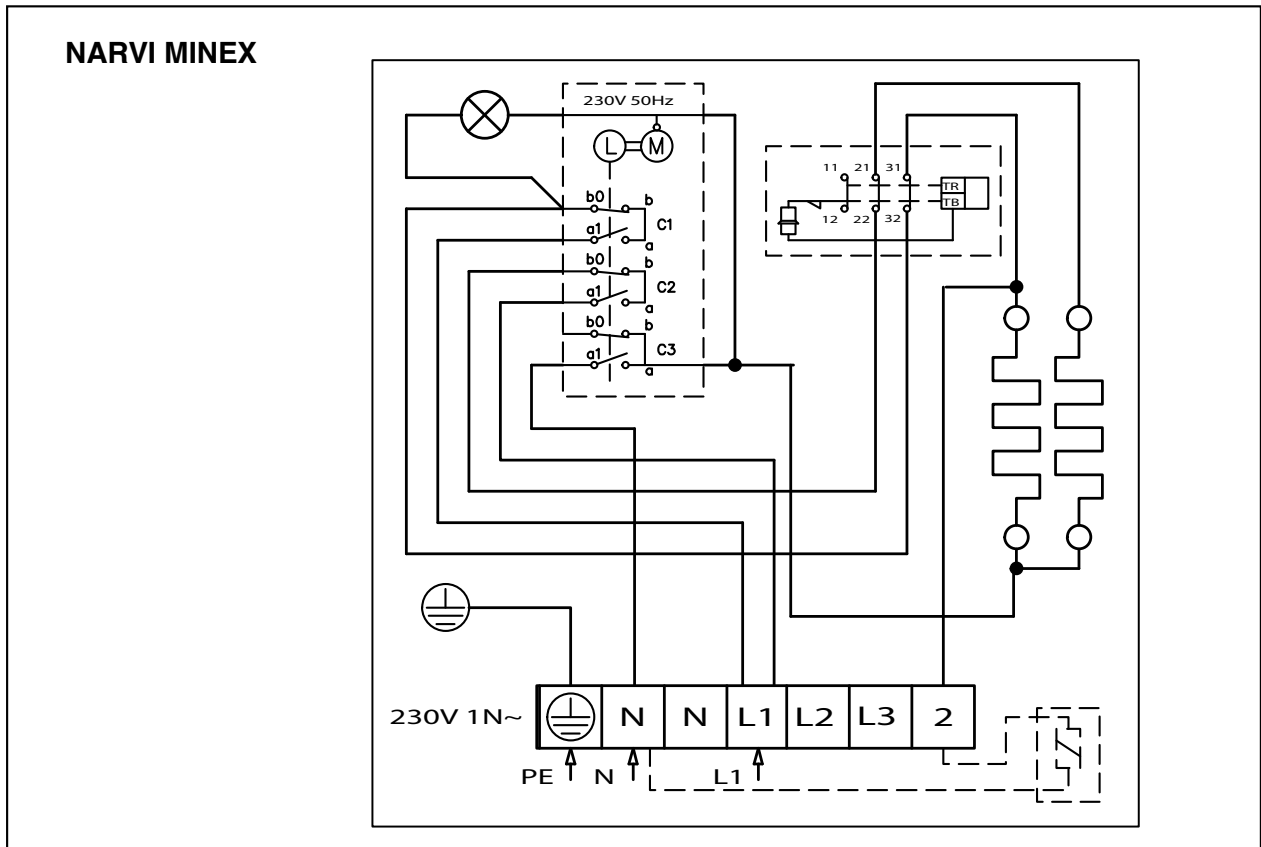 NARVI MINEX
230V 50Hz
L M
b0 b
C1
a1 a
b0 b
C2
a1 a
b0 b
C3
a1 a
11 21 31
TR
TB
12 22 32
230V 1N~ N N L1 L2 L3 2
PE N L1